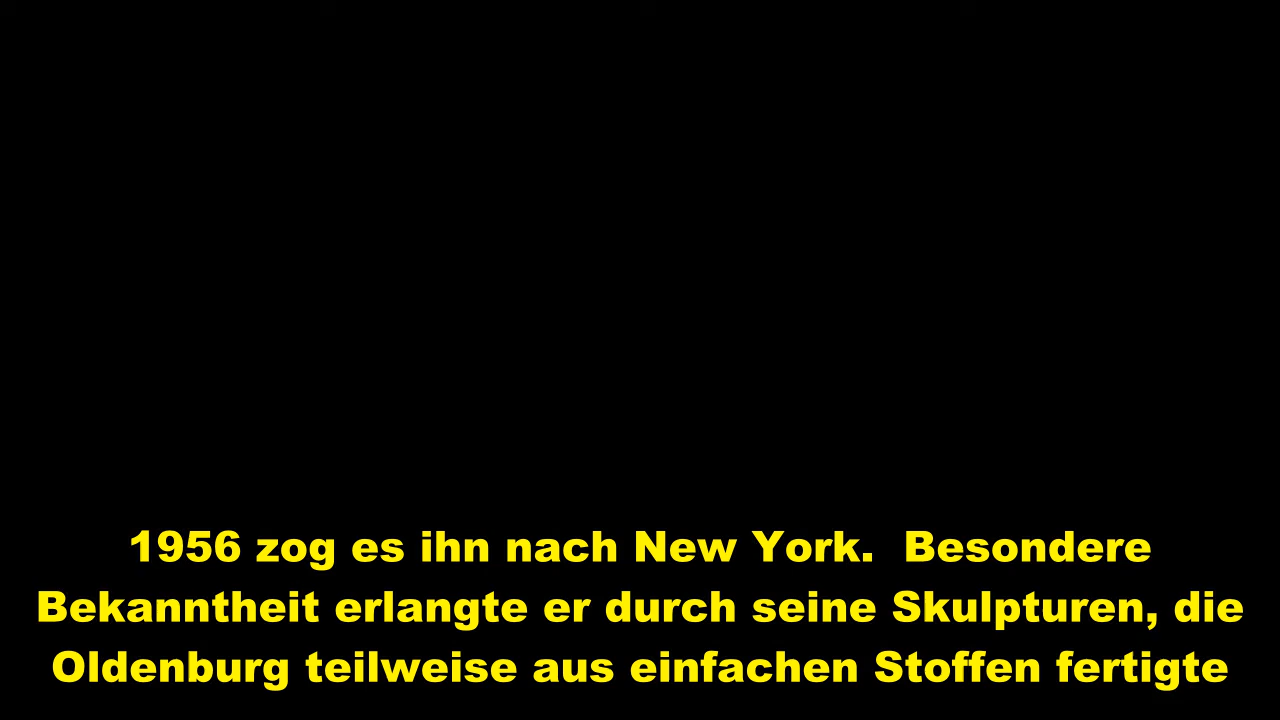 1956 zog es ihn nach New York.  Besondere
Bekanntheit erlangte er durch seine Skulpturen, die
Oldenburg teilweise aus einfachen Stoffen fertigte